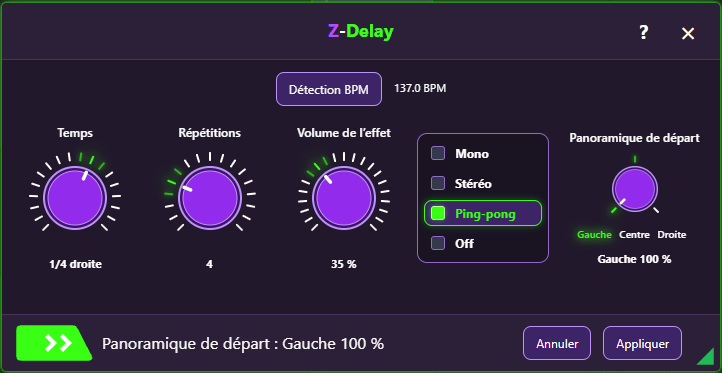 Z-Delay
?
×
Détection BPM
137.0 BPM
Temps
Répétitions
Volume de l'effet
Panoramique de départ
Mono
Stéréo
Ping-pong
Off
Gauche
Centre
Droite
1/4 droite
4
35 %
Gauche 100 %
Panoramique de départ : Gauche 100 %
Annuler
Appliquer